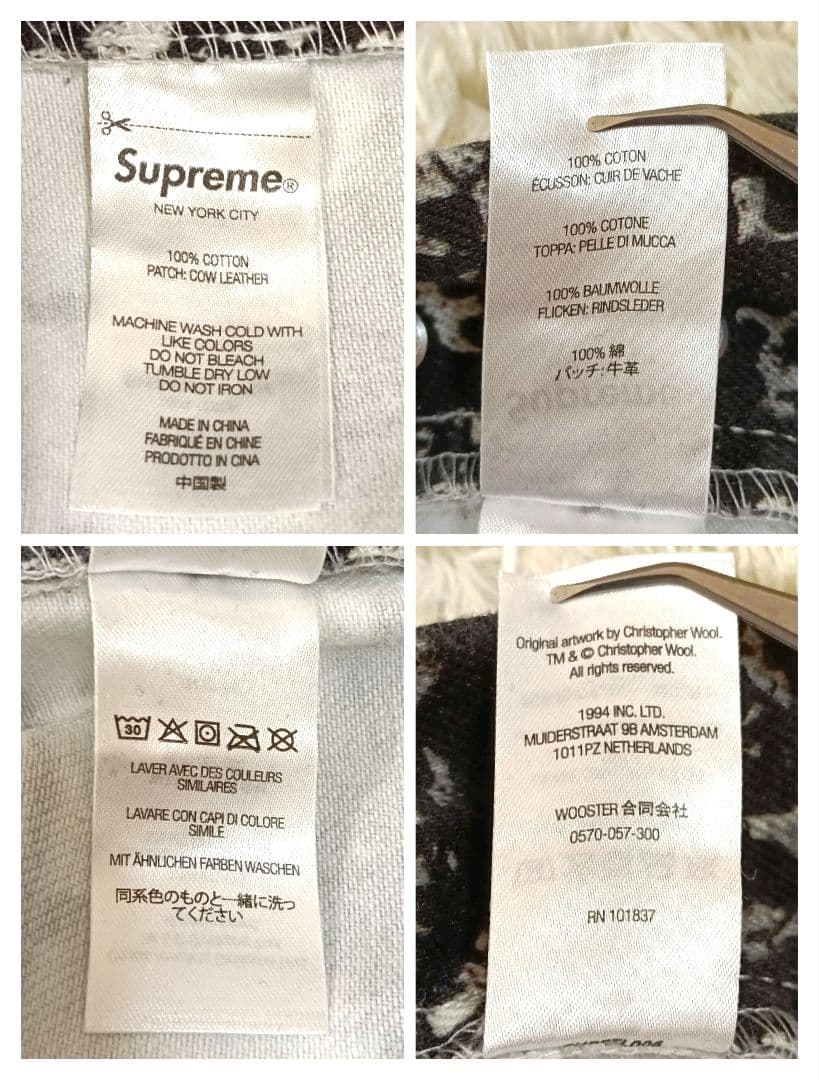 Supreme®
NEW YORK CITY
100% COTTON
PATCH: COW LEATHER
MACHINE WASH COLD WITH
LIKE COLORS
DO NOT BLEACH
TUMBLE DRY LOW
DO NOT IRON
MADE IN CHINA
FABRIQUÉ EN CHINE
PRODOTTO IN CINA
中国製
100% COTON
ÉCUSSON: CUIR DE VACHE
100% COTONE
TOPPA: PELLE DI MUCCA
100% BAUMWOLLE
FLICKEN: RINDSLEDER
100% 綿
パッチ: 牛革
30
LAVER AVEC DES COULEURS
SIMILAIRES
LAVARE CON CAPI DI COLORE
SIMILE
MIT ÄHNLICHEN FARBEN WASCHEN
同系色のものと一緒に洗っ
てください
Original artwork by Christopher Wool.
TM & © Christopher Wool.
All rights reserved.
1994 INC. LTD.
MUIDERSTRAAT 9B AMSTERDAM
1011PZ NETHERLANDS
WOOSTER 合同会社
0570-057-300
RN 101837